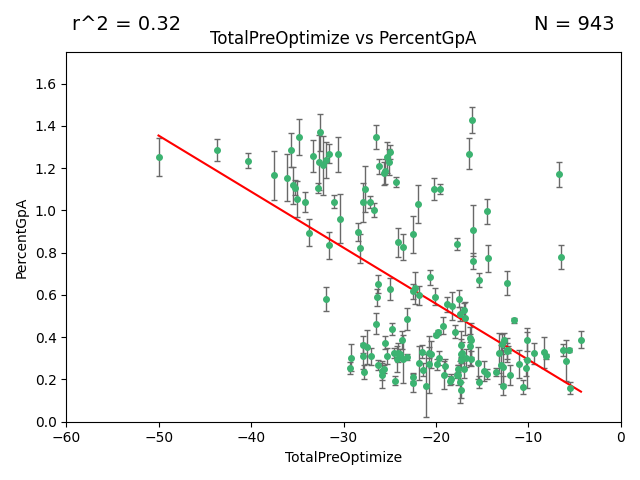 r^2 = 0.32
N = 943
TotalPreOptimize vs PercentGpA
PercentGpA
1.6
1.4
1.2
1.0
0.8
0.6
0.4
0.2
0.0
−60 −50 −40 −30 −20 −10 0
TotalPreOptimize